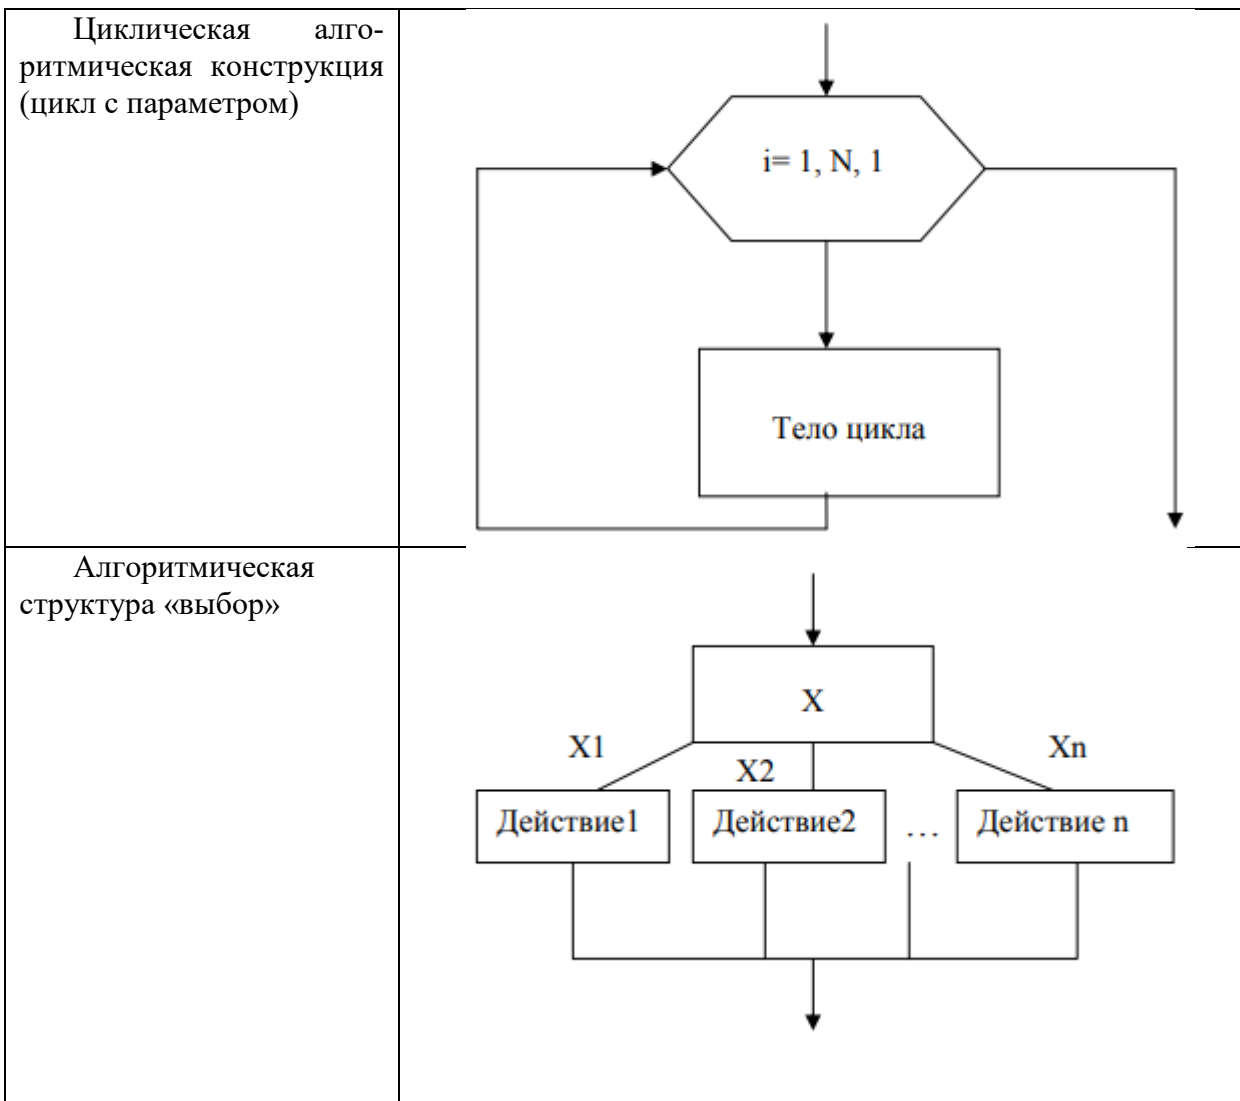 Циклическая алго-
ритмическая конструкция
(цикл с параметром)
i= 1, N, 1
Тело цикла
Алгоритмическая
структура «выбор»
X
X1
X2
Xn
Действие1
Действие2
...
Действие n